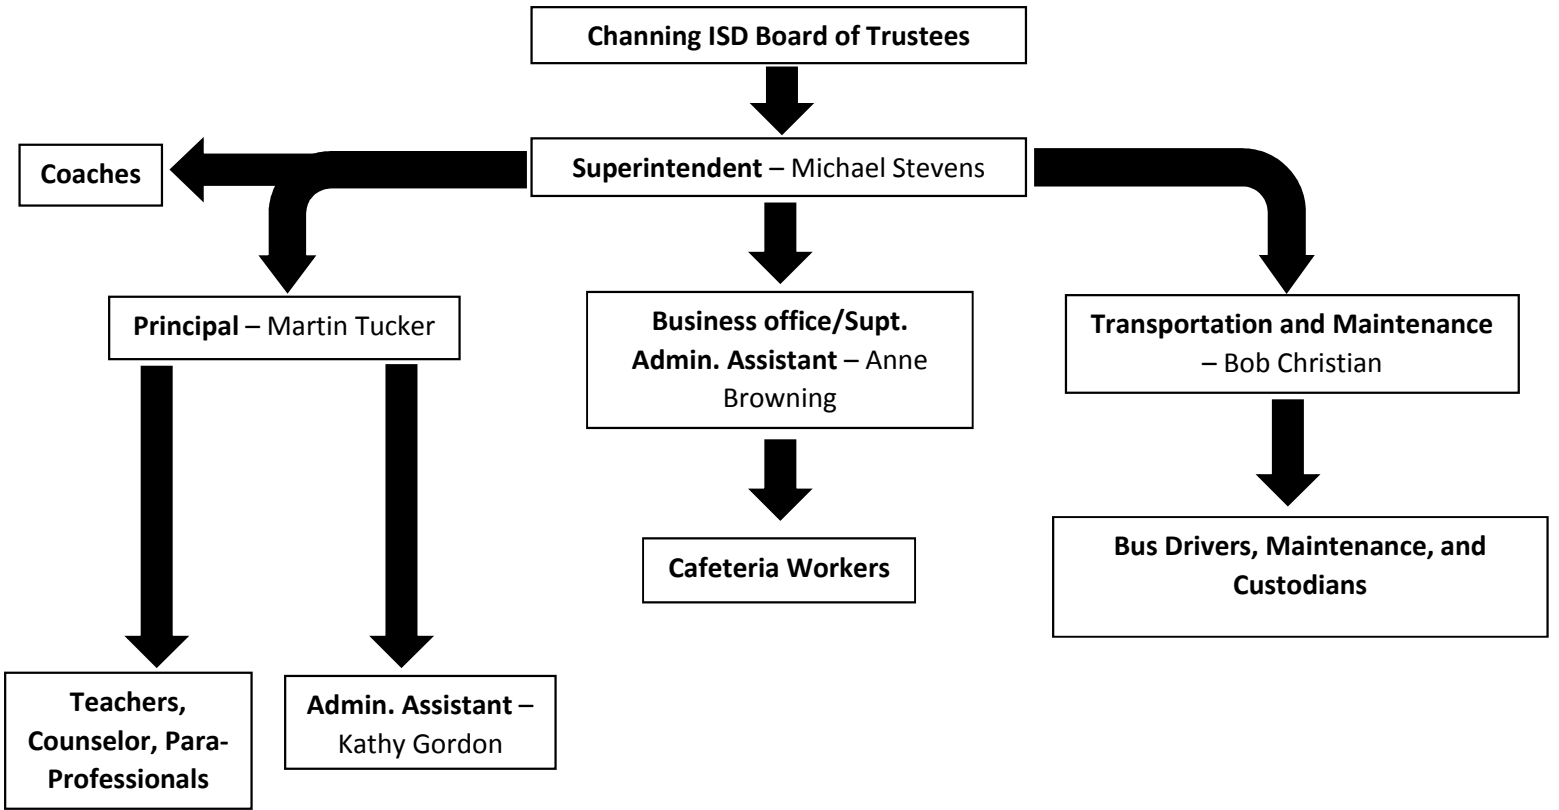 Channing ISD Board of Trustees
Coaches
Superintendent – Michael Stevens
Principal – Martin Tucker
Business office/Supt.
Admin. Assistant – Anne
Browning
Transportation and Maintenance
– Bob Christian
Cafeteria Workers
Bus Drivers, Maintenance, and
Custodians
Teachers,
Counselor, Para-
Professionals
Admin. Assistant –
Kathy Gordon